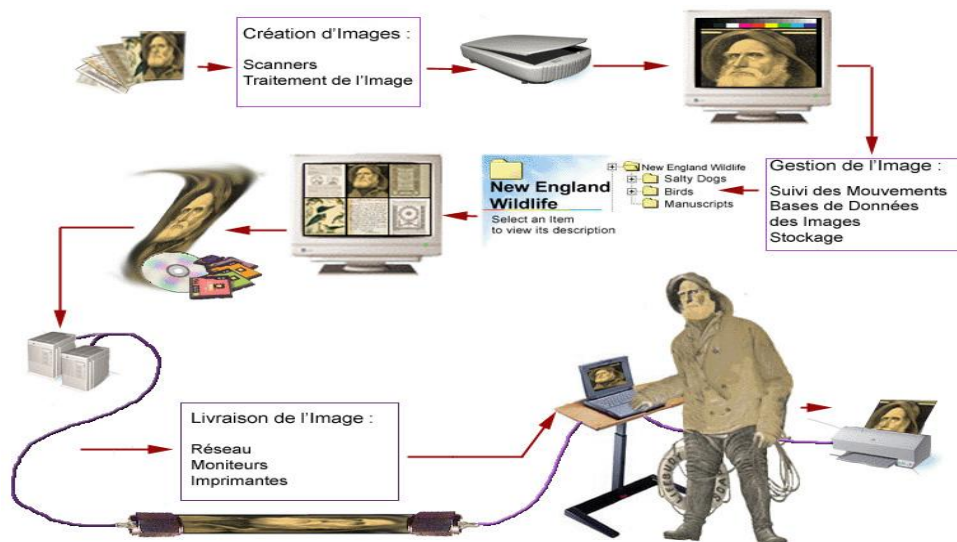 Création d’Images :
Scanners
Traitement de l’Image
Gestion de l’Image :
Suivi des Mouvements
Bases de Données
des Images
Stockage
New England Wildlife
Salty Dogs
Birds
Manuscripts
New England
Wildlife
Select an Item
to view its description
Livraison de l’Image :
Réseau
Moniteurs
Imprimantes
LIFEBUOY